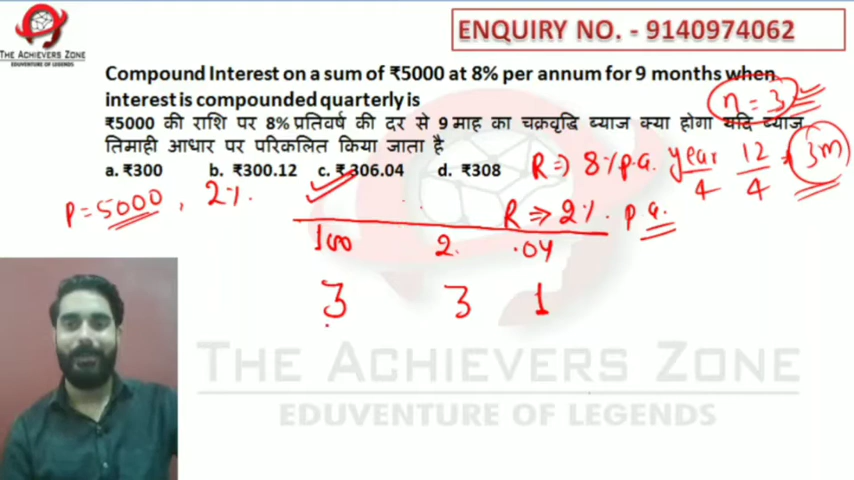 THE ACHIEVERS ZONE
EDUVENTURE OF LEGENDS
ENQUIRY NO. - 9140974062
Compound Interest on a sum of ₹5000 at 8% per annum for 9 months when
interest is compounded quarterly is
n = 3
₹5000 की राशि पर 8% प्रतिवर्ष की दर से 9 माह का चक्रवृद्धि ब्याज क्या होगा यदि ब्याज
तिमाही आधार पर परिकलित किया जाता है
a. ₹300 b. ₹300.12 c. ₹ 306.04 d. ₹308
R ⇒ 8% p.a. year/4 12/4 3m
P = 5000, 2%.
R ⇒ 2%. p a.
100 2. .04
3 3 1
THE ACHIEVERS ZONE
EDUVENTURE OF LEGENDS